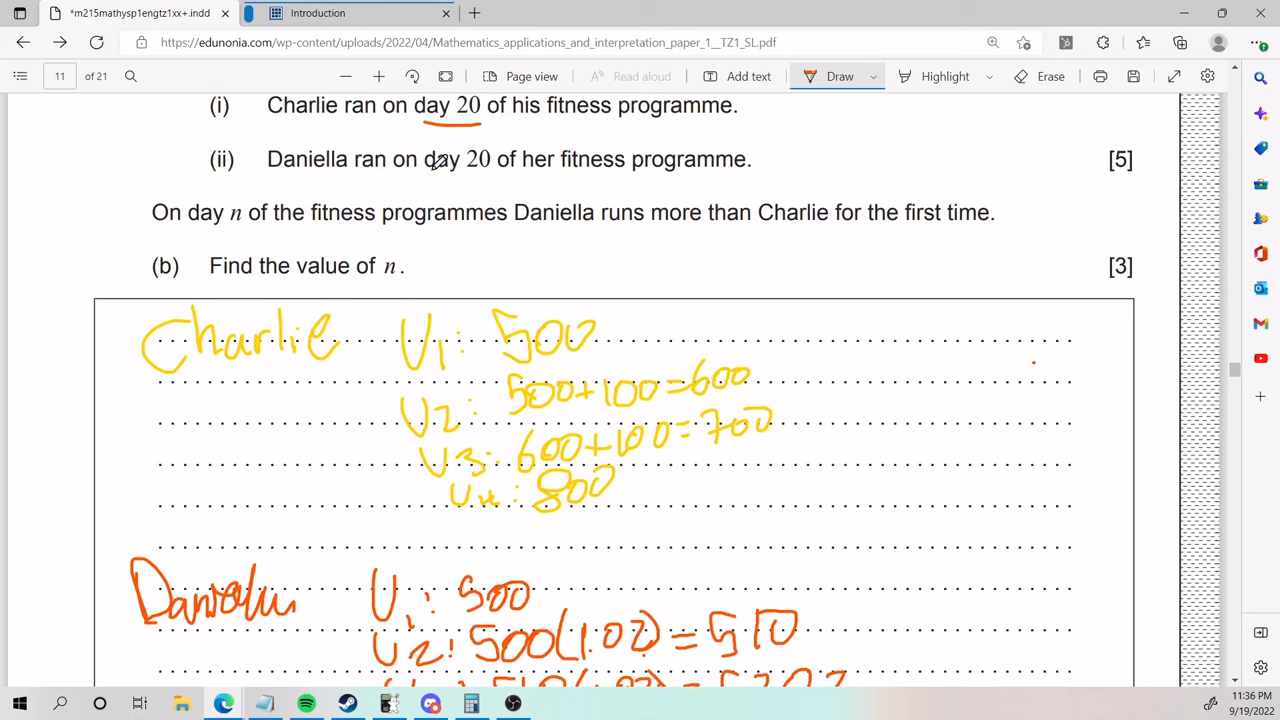 *m215mathysp1engtz1xx+.indd
Introduction
https://edunonia.com/wp-content/uploads/2022/04/Mathematics_applications_and_interpretation_paper_1__TZ1_SL.pdf
11 of 21
Page view
Read aloud
Add text
Draw
Highlight
Erase
(i) Charlie ran on day 20 of his fitness programme.
(ii) Daniella ran on day 20 of her fitness programme. [5]
On day n of the fitness programmes Daniella runs more than Charlie for the first time.
(b) Find the value of n. [3]
Charlie U1: 500
U2: 500+100=600
U3: 600+100=700
U4: 800
U1: 500
U2: 500(1.02) = 510
11:36 PM
9/19/2022